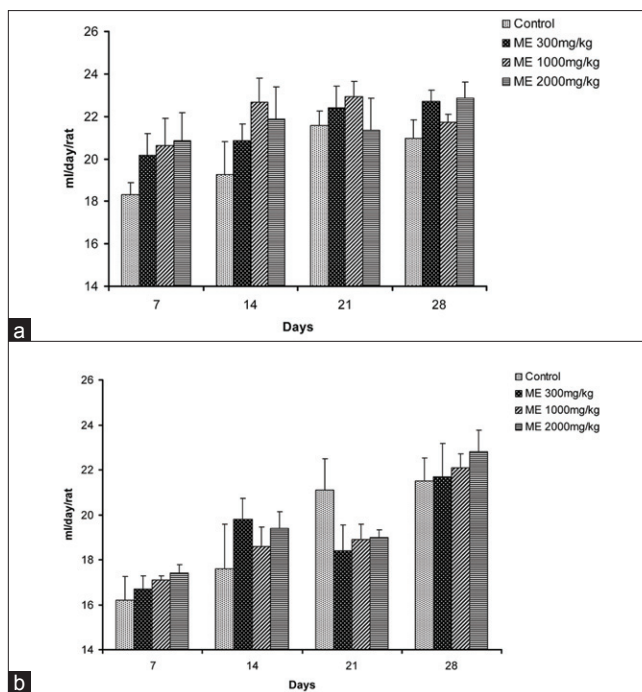 26
24
22
20
18
16
14
ml/day/rat
7 14 21 28
Days
Control
ME 300mg/kg
ME 1000mg/kg
ME 2000mg/kg
a
26
24
22
20
18
16
14
ml/day/rat
7 14 21 28
Days
Control
ME 300mg/kg
ME 1000mg/kg
ME 2000mg/kg
b